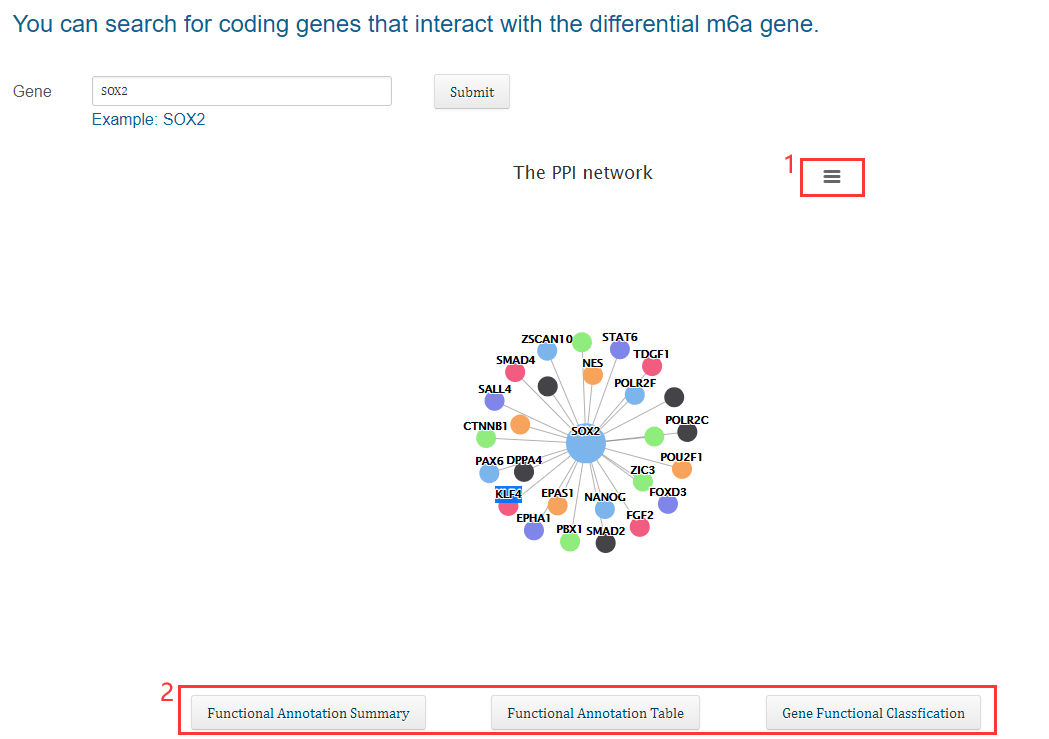 You can search for coding genes that interact with the differential m6a gene.
Gene
SOX2
Submit
Example: SOX2
The PPI network
1
ZSCAN10
STAT6
TDGF1
SMAD4
NES
POLR2F
SALL4
POLR2C
CTNNB1
SOX2
PAX6
DPPA4
POU2F1
ZIC3
KLF4
EPAS1
NANOG
FOXD3
EPHA1
FGF2
PBX1
SMAD2
2
Functional Annotation Summary
Functional Annotation Table
Gene Functional Classfication